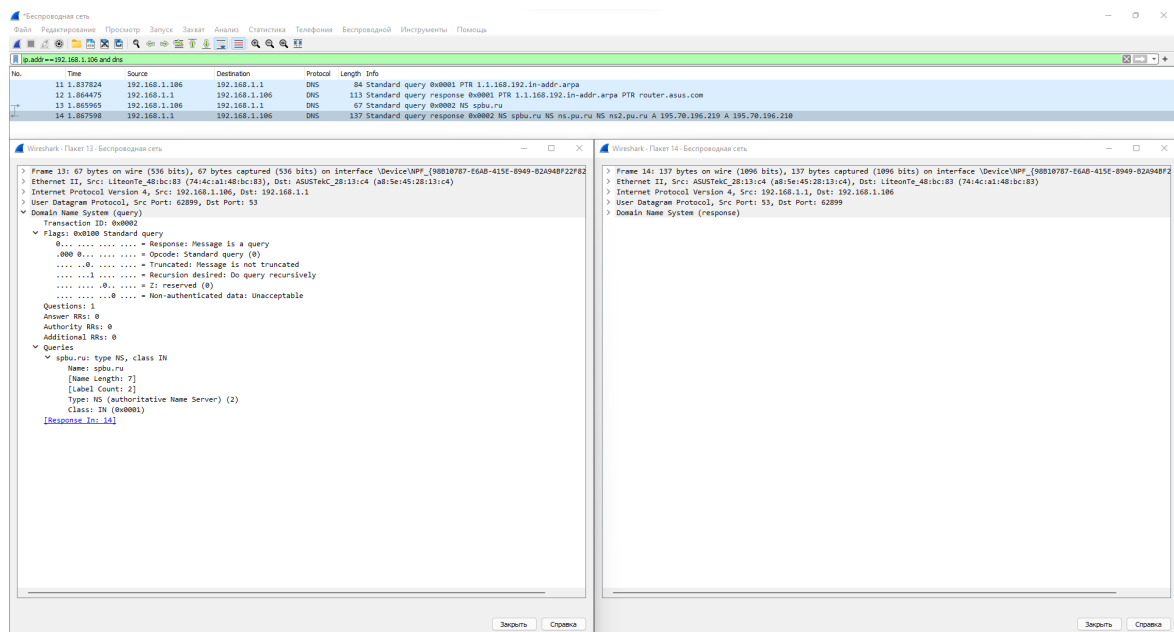 *Беспроводная сеть
Файл Редактирование Просмотр Запуск Захват Анализ Статистика Телефония Беспроводной Инструменты Помощь
ip.addr==192.168.1.106 and dns
No. Time Source Destination Protocol Length Info
11 1.837824 192.168.1.106 192.168.1.1 DNS 84 Standard query 0x0001 PTR 1.1.168.192.in-addr.arpa
12 1.864475 192.168.1.1 192.168.1.106 DNS 113 Standard query response 0x0001 PTR 1.1.168.192.in-addr.arpa PTR router.asus.com
13 1.865965 192.168.1.106 192.168.1.1 DNS 67 Standard query 0x0002 NS spbu.ru
14 1.867598 192.168.1.1 192.168.1.106 DNS 137 Standard query response 0x0002 NS spbu.ru NS ns.pu.ru NS ns2.pu.ru A 195.70.196.219 A 195.70.196.210
Wireshark · Пакет 13 · Беспроводная сеть
Frame 13: 67 bytes on wire (536 bits), 67 bytes captured (536 bits) on interface \Device\NPF_{98B10787-E6AB-415E-8949-B2A94BF22F82
Ethernet II, Src: LiteonTe_48:bc:83 (74:4c:a1:48:bc:83), Dst: ASUSTekC_28:13:c4 (a8:5e:45:28:13:c4)
Internet Protocol Version 4, Src: 192.168.1.106, Dst: 192.168.1.1
User Datagram Protocol, Src Port: 62899, Dst Port: 53
Domain Name System (query)
Transaction ID: 0x0002
Flags: 0x0100 Standard query
0... .... .... .... = Response: Message is a query
.000 0... .... .... = Opcode: Standard query (0)
.... ..0. .... .... = Truncated: Message is not truncated
.... ...1 .... .... = Recursion desired: Do query recursively
.... .... .0.. .... = Z: reserved (0)
.... .... ...0 .... = Non-authenticated data: Unacceptable
Questions: 1
Answer RRs: 0
Authority RRs: 0
Additional RRs: 0
Queries
spbu.ru: type NS, class IN
Name: spbu.ru
[Name Length: 7]
[Label Count: 2]
Type: NS (authoritative Name Server) (2)
Class: IN (0x0001)
[Response In: 14]
Закрыть Справка
Wireshark · Пакет 14 · Беспроводная сеть
Frame 14: 137 bytes on wire (1096 bits), 137 bytes captured (1096 bits) on interface \Device\NPF_{98B10787-E6AB-415E-8949-B2A94BF2
Ethernet II, Src: ASUSTekC_28:13:c4 (a8:5e:45:28:13:c4), Dst: LiteonTe_48:bc:83 (74:4c:a1:48:bc:83)
Internet Protocol Version 4, Src: 192.168.1.1, Dst: 192.168.1.106
User Datagram Protocol, Src Port: 53, Dst Port: 62899
Domain Name System (response)
Закрыть Справка